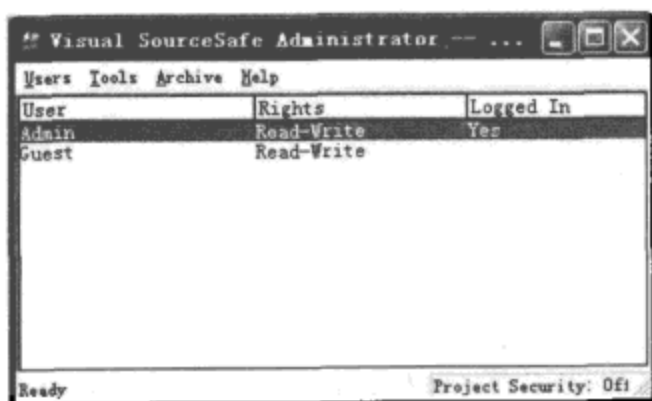 Visual SourceSafe Administrator -- ...
Users Tools Archive Help
User Rights Logged In
Admin Read-Write Yes
Guest Read-Write
Ready Project Security: Off